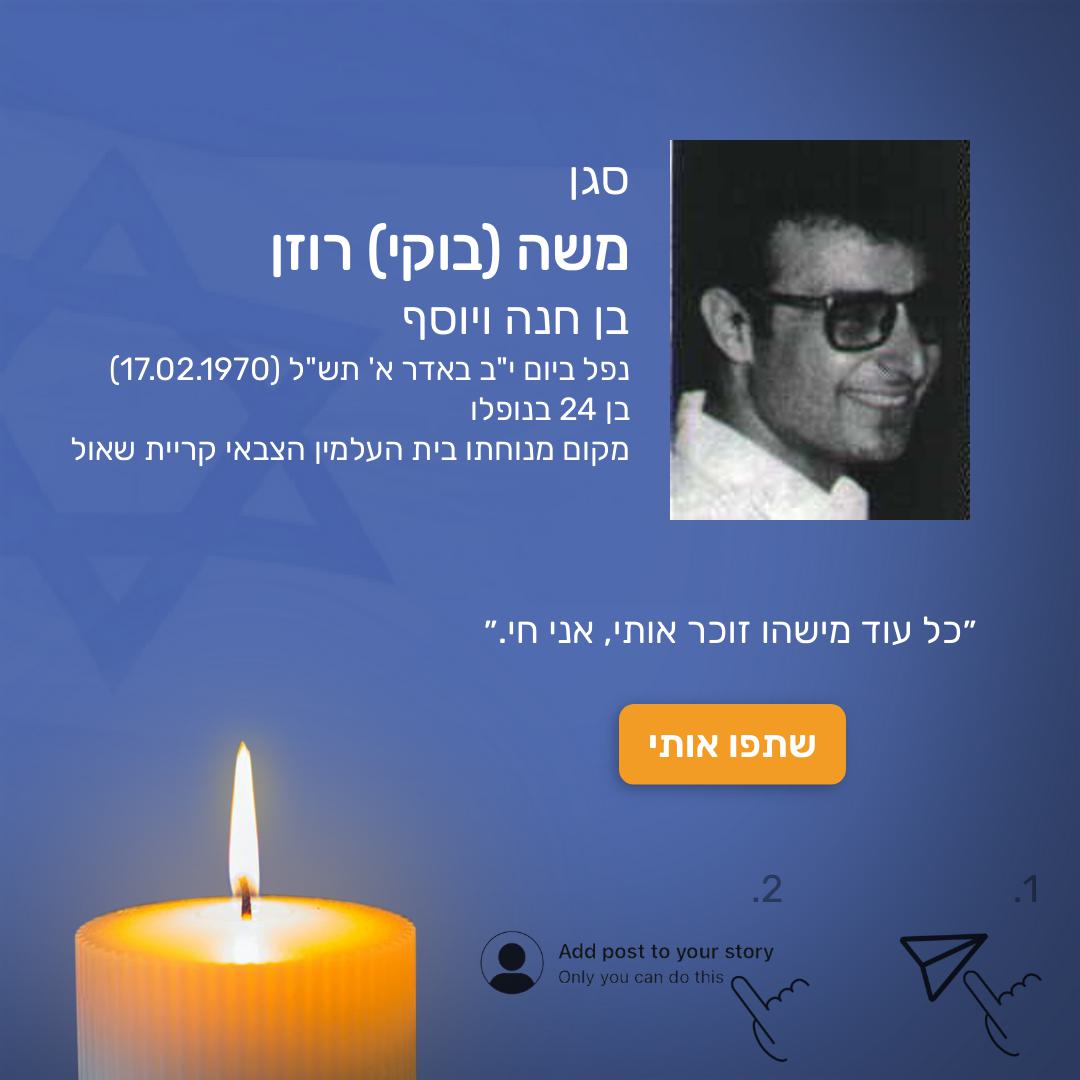 סגן
משה (בוקי) רוזן
בן חנה ויוסף
נפל ביום י"ב באדר א' תש"ל (17.02.1970)
בן 24 בנופלו
מקום מנוחתו בית העלמין הצבאי קריית שאול
״כל עוד מישהו זוכר אותי, אני חי.״
שתפו אותי
.1
.2
Add post to your story
Only you can do this